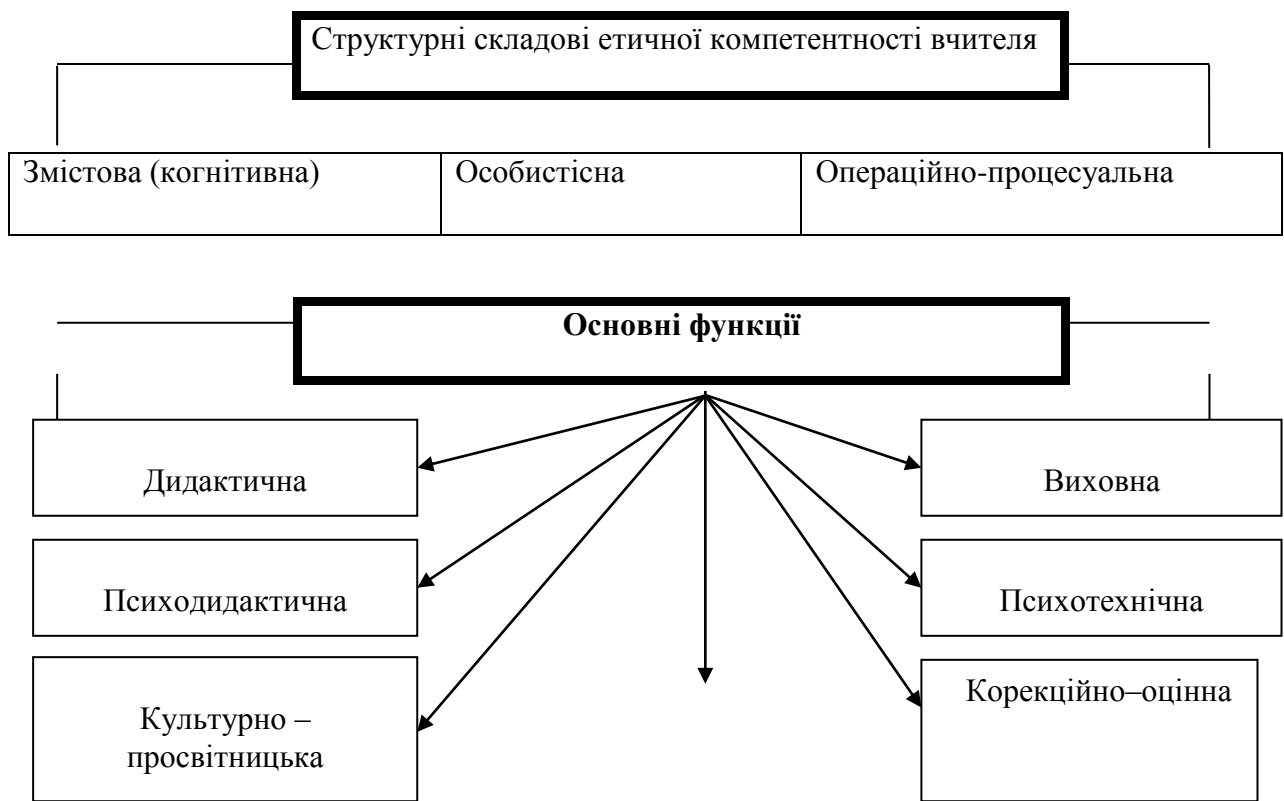 Структурні складові етичної компетентності вчителя
Змістова (когнітивна)
Особистісна
Операційно-процесуальна
Основні функції
Дидактична
Виховна
Психодидактична
Психотехнічна
Культурно –
просвітницька
Корекційно–оцінна